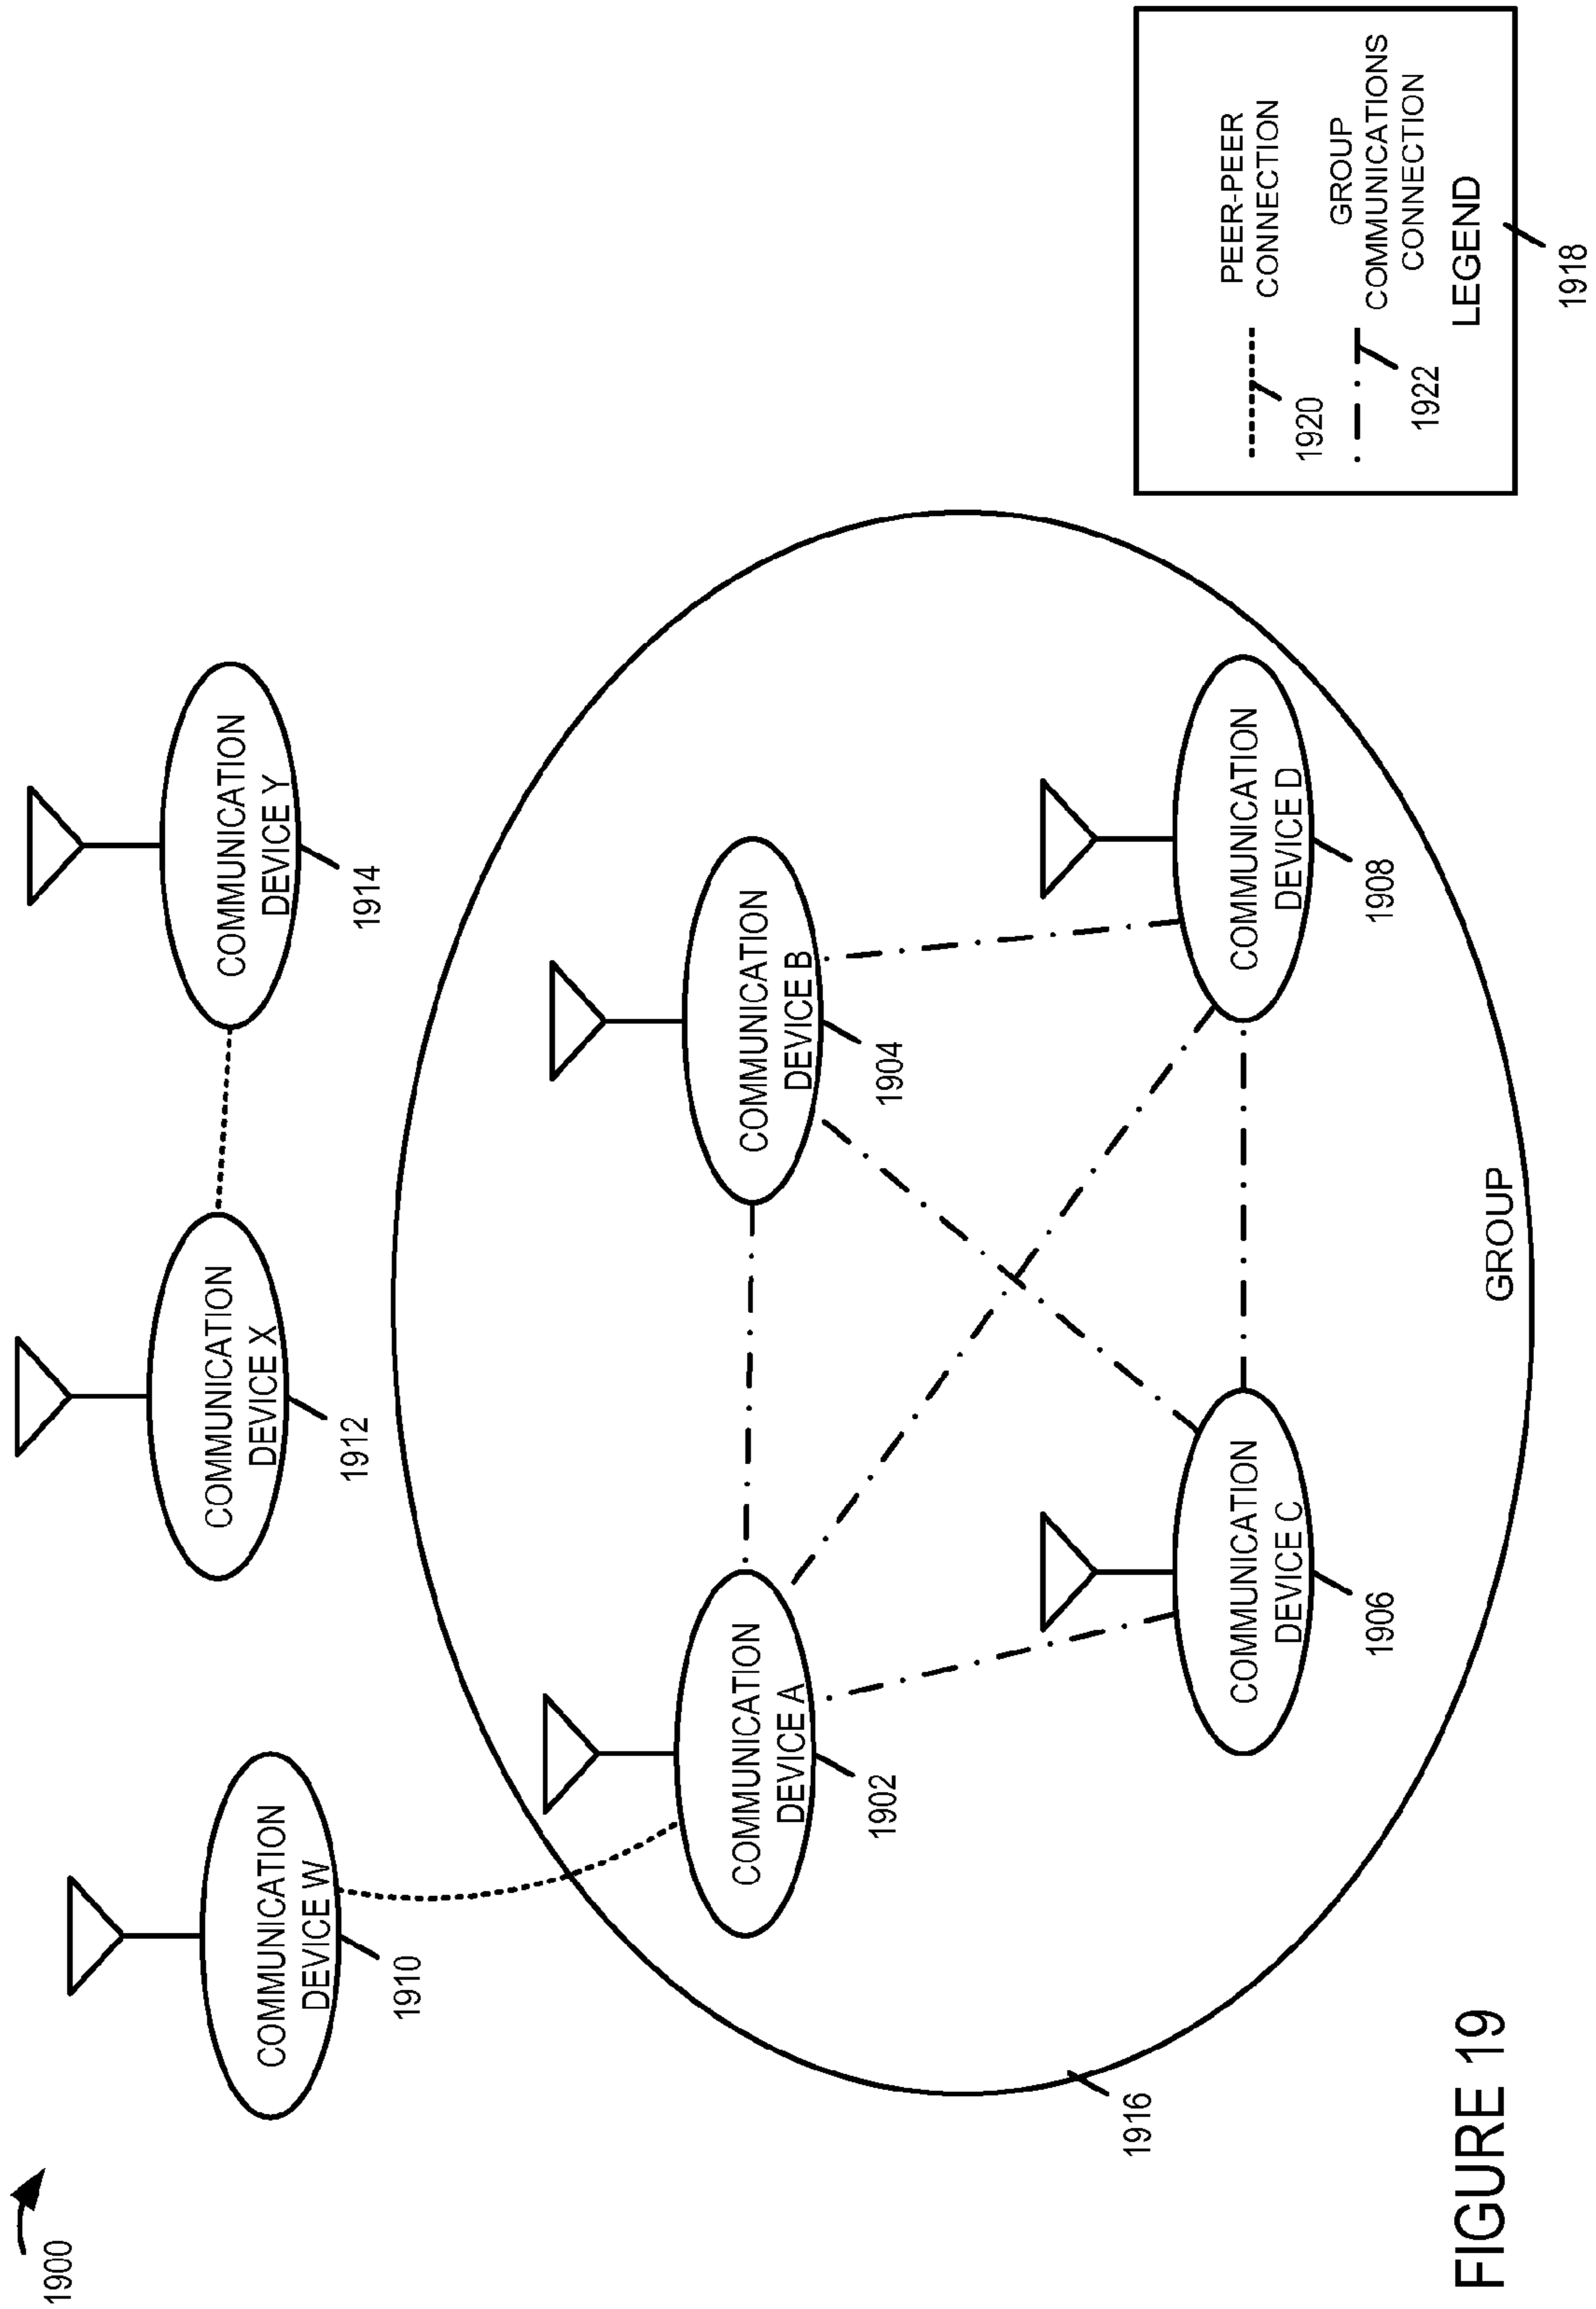 1900
COMMUNICATION
DEVICE W
1910
COMMUNICATION
DEVICE X
1912
COMMUNICATION
DEVICE Y
1914
COMMUNICATION
DEVICE A
1902
COMMUNICATION
DEVICE B
1904
COMMUNICATION
DEVICE C
1906
COMMUNICATION
DEVICE D
1908
1916
GROUP
PEER-PEER
CONNECTION
1920
GROUP
COMMUNICATIONS
CONNECTION
1922
LEGEND
1918
FIGURE 19